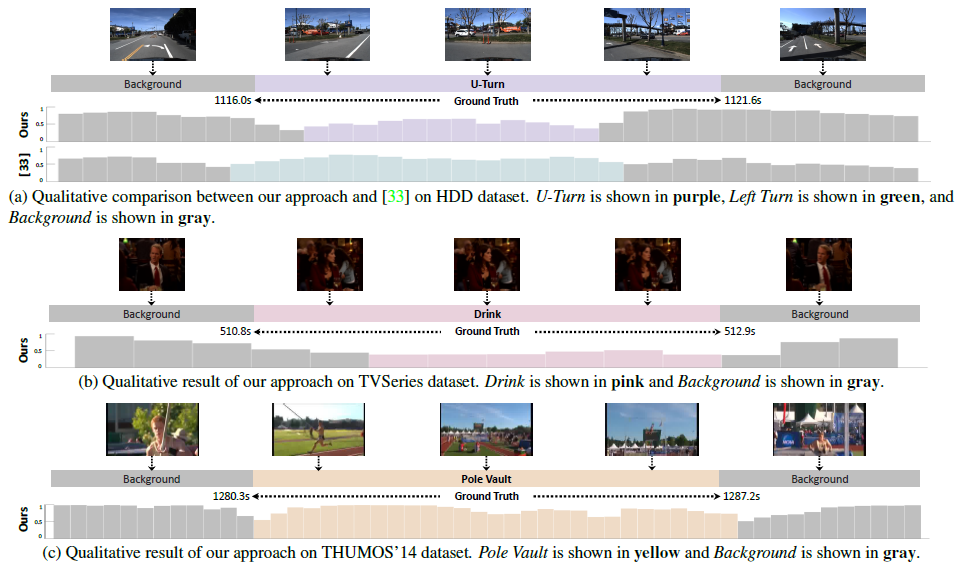 Background U-Turn Background
1116.0s Ground Truth 1121.6s
Ours 1 0.5 0
[33] 1 0.5 0
(a) Qualitative comparison between our approach and [33] on HDD dataset. U-Turn is shown in purple, Left Turn is shown in green, and
Background is shown in gray.
Background Drink Background
510.8s Ground Truth 512.9s
Ours 1 0.5 0
(b) Qualitative result of our approach on TVSeries dataset. Drink is shown in pink and Background is shown in gray.
Background Pole Vault Background
1280.3s Ground Truth 1287.2s
Ours 1 0.5 0
(c) Qualitative result of our approach on THUMOS'14 dataset. Pole Vault is shown in yellow and Background is shown in gray.